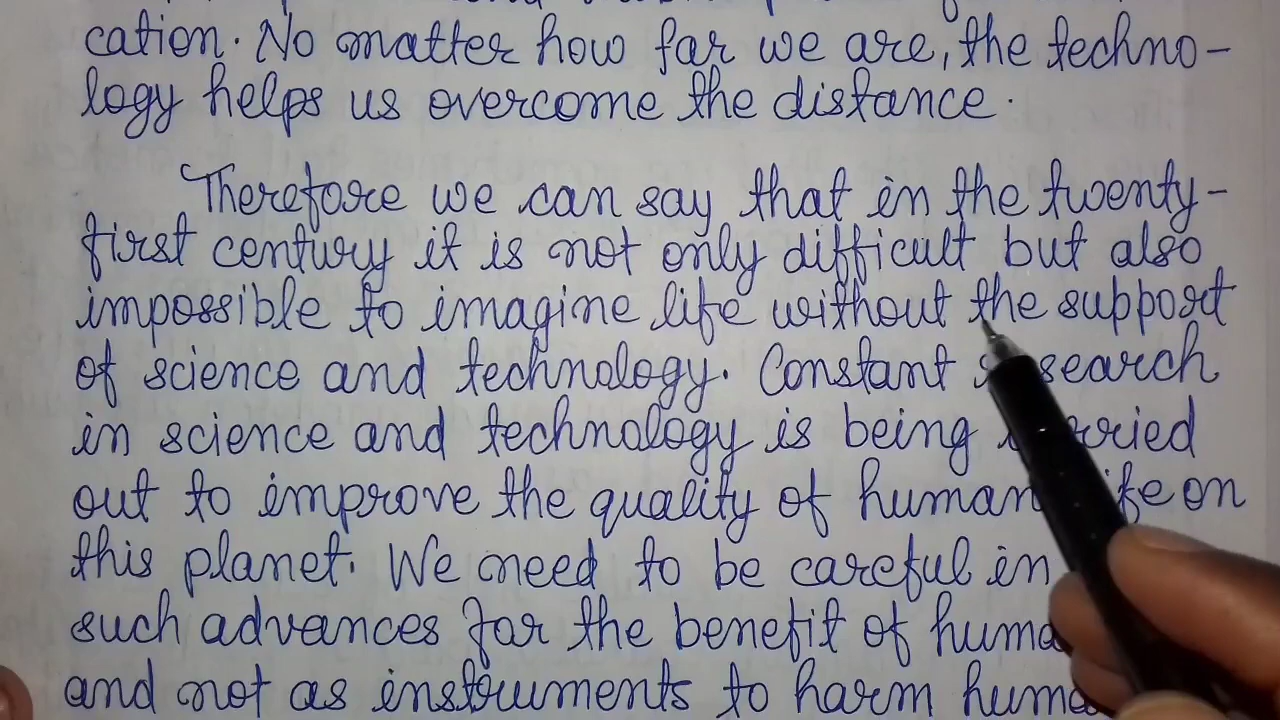 cation. No matter how far we are, the techno-
logy helps us overcome the distance.
Therefore we can say that in the twenty-
first century it is not only difficult but also
impossible to imagine life without the support
of science and technology. Constant search
in science and technology is being
out to improve the quality of human on
this planet. We need to be careful in
such advances for the benefit of
and not as instruments to harm